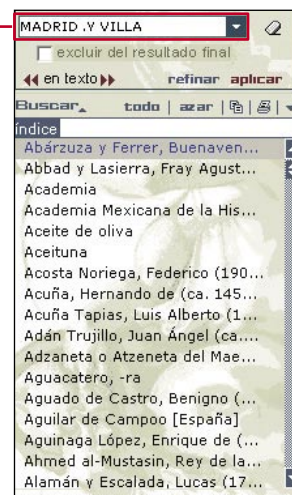 MADRID .Y VILLA
excluir del resultado final
en texto refinar aplicar
Buscar todo | azar |
índice
Abárzuza y Ferrer, Buenaven...
Abbad y Lasierra, Fray Agust...
Academia
Academia Mexicana de la His...
Aceite de oliva
Aceituna
Acosta Noriega, Federico (190...
Acuña, Hernando de (ca. 145...
Acuña Tapias, Luis Alberto (1...
Adán Trujillo, Juan Ángel (ca....
Adzaneta o Atzeneta del Mae...
Aguacatero, -ra
Aguado de Castro, Benigno (...
Aguilar de Campoo [España]
Aguinaga López, Enrique de (...
Ahmed al-Mustasin, Rey de la...
Alamán y Escalada, Lucas (17...